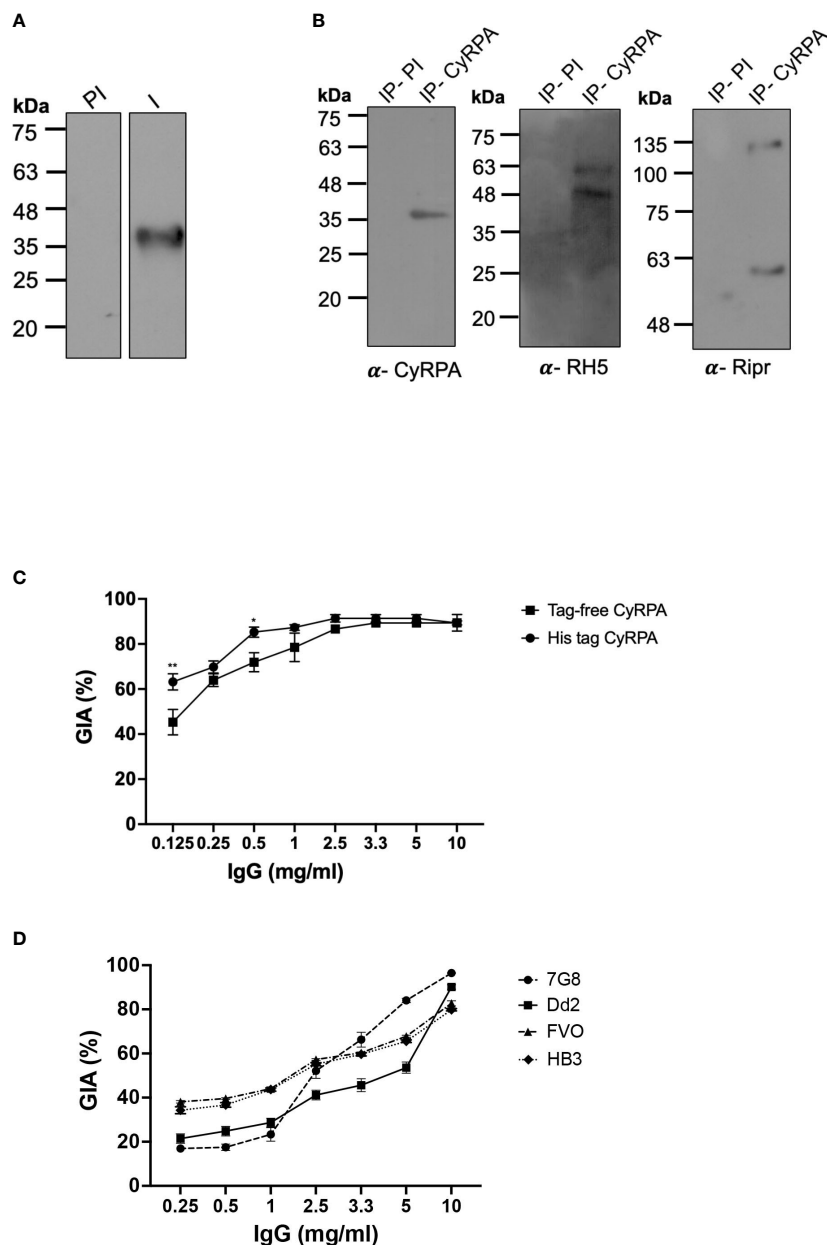 A
B
kDa
PI
I
75
63
48
35
25
20
kDa
IP- PI
IP- CyRPA
75
63
48
35
25
20
α- CyRPA
kDa
IP- PI
IP- CyRPA
75
63
48
35
25
20
α- RH5
kDa
IP- PI
IP- CyRPA
135
100
75
63
48
α- Ripr
C
GIA (%)
100
80
60
40
20
0
**
*
0.125 0.25 0.5 1 2.5 3.3 5 10
IgG (mg/ml)
Tag-free CyRPA
His tag CyRPA
D
GIA (%)
100
80
60
40
20
0
0.25 0.5 1 2.5 3.3 5 10
IgG (mg/ml)
7G8
Dd2
FVO
HB3